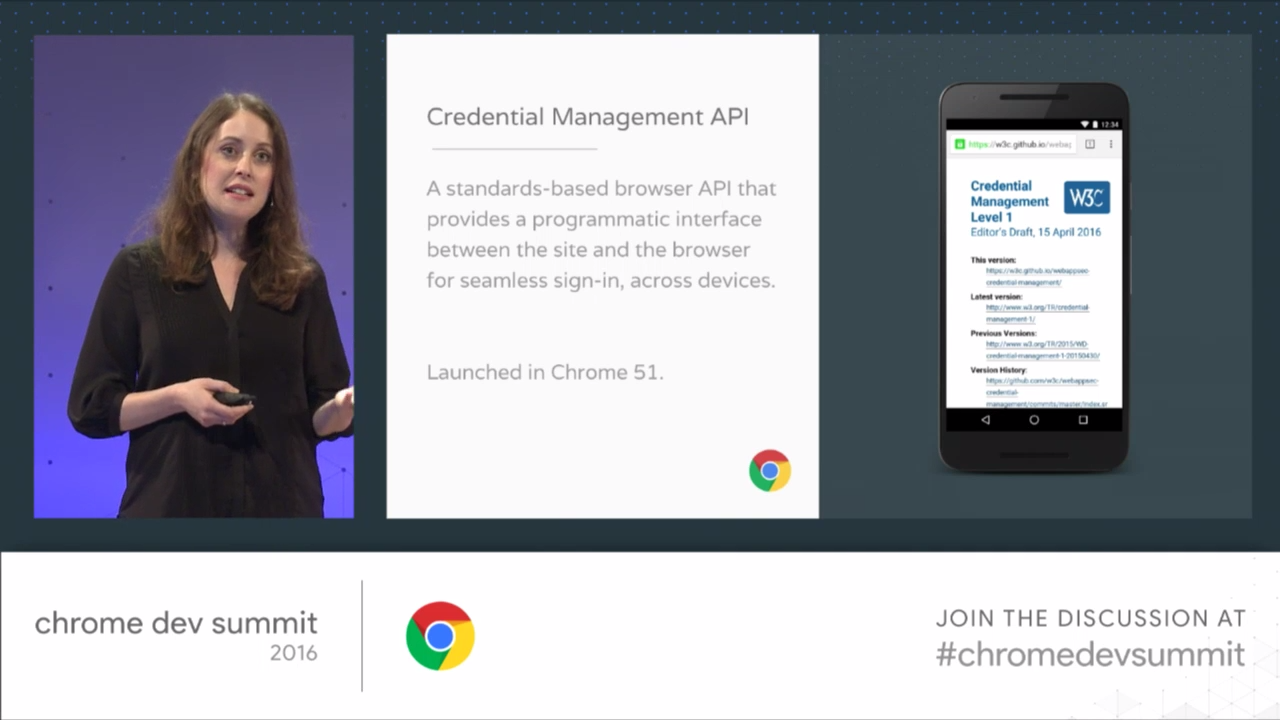 Credential Management API
A standards-based browser API that
provides a programmatic interface
between the site and the browser
for seamless sign-in, across devices.
Launched in Chrome 51.
12:34
https://w3c.github.io/webap
1
Credential
Management
Level 1
W3C
Editor's Draft, 15 April 2016
This version:
https://w3c.github.io/webappsec-
credential-management/
Latest version:
http://www.w3.org/TR/credential-
management-1/
Previous Versions:
http://www.w3.org/TR/2015/WD-
credential-management-1-20150430/
Version History:
https://github.com/w3c/webappsec-
credential-
management/commits/master/index.sr
chrome dev summit
2016
JOIN THE DISCUSSION AT
#chromedevsummit